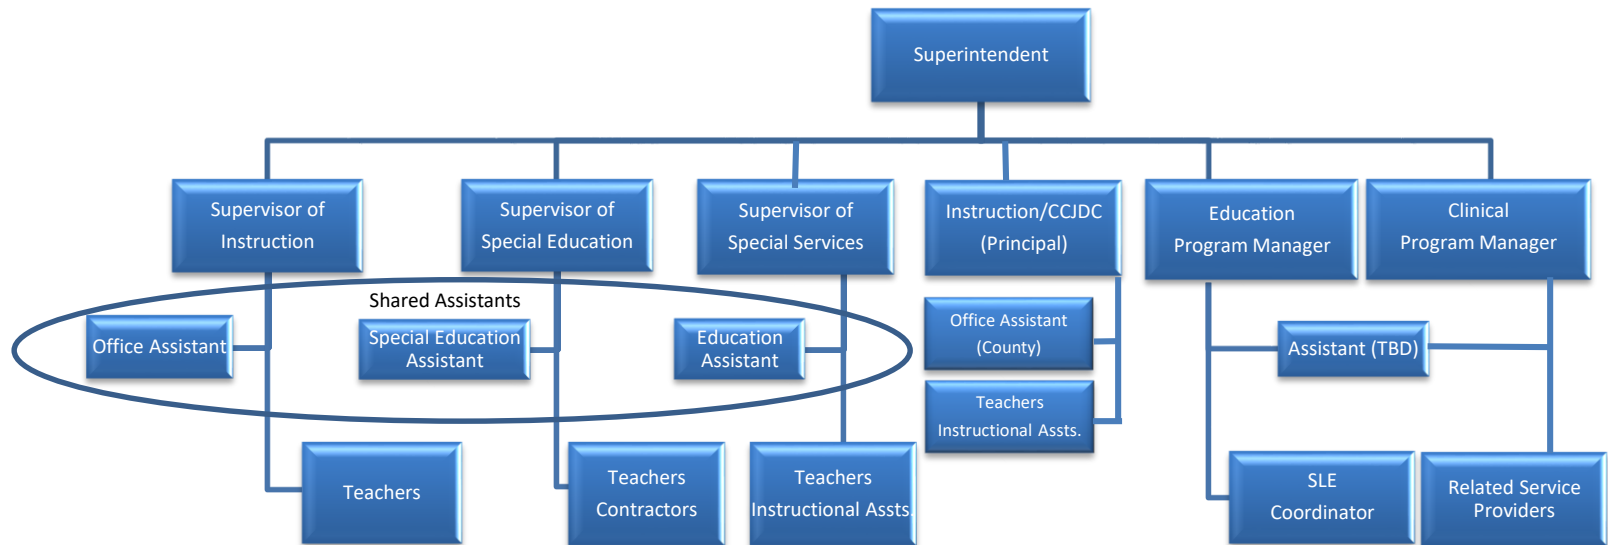 Superintendent
Supervisor of
Instruction
Supervisor of
Special Education
Supervisor of
Special Services
Instruction/CCJDC
(Principal)
Education
Program Manager
Clinical
Program Manager
Shared Assistants
Office Assistant
Special Education
Assistant
Education
Assistant
Office Assistant
(County)
Assistant (TBD)
Teachers
Instructional Assts.
Teachers
Teachers
Contractors
Teachers
Instructional Assts.
SLE
Coordinator
Related Service
Providers